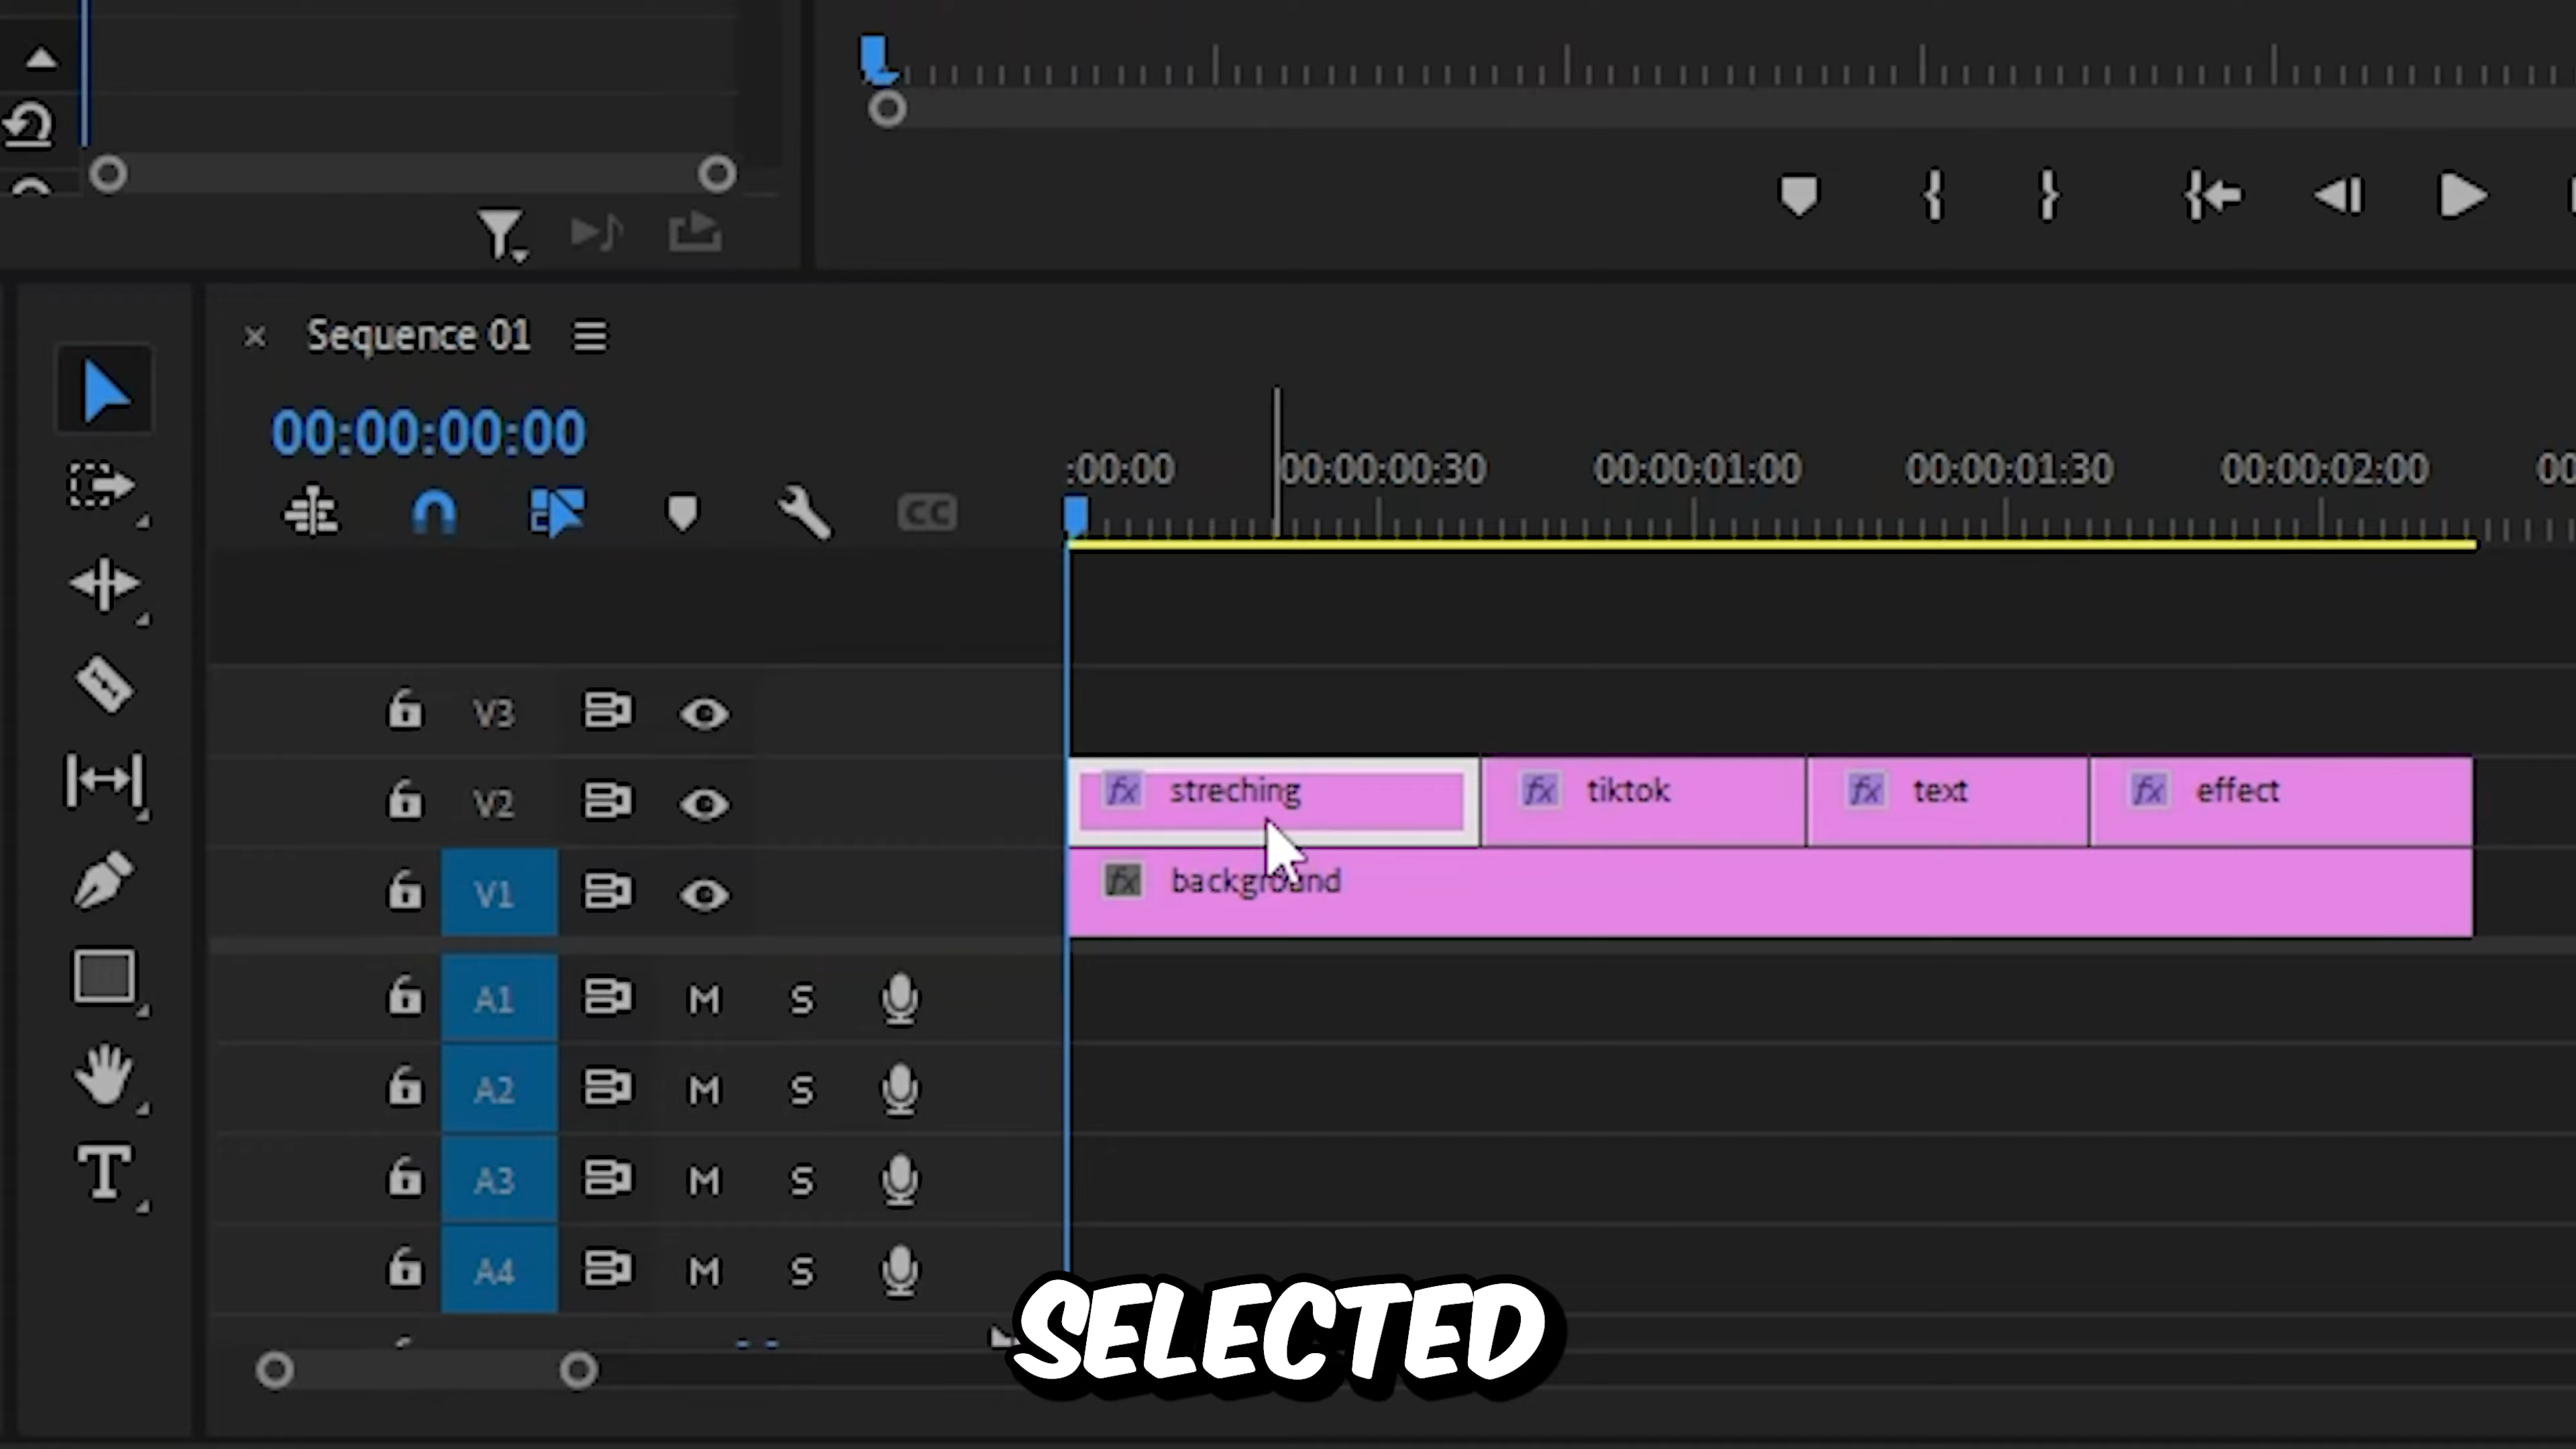 Sequence 01
00:00:00:00
:00:00 00:00:00:30 00:00:01:00 00:00:01:30 00:00:02:00 00
CC
V3
V2 fx streching fx tiktok fx text fx effect
V1 fx background
A1 M S
A2 M S
A3 M S
A4 M S
SELECTED